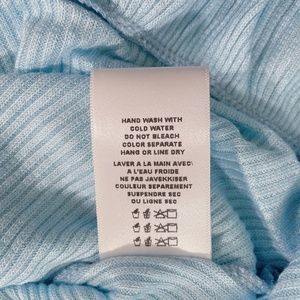 HAND WASH WITH
COLD WATER
DO NOT BLEACH
COLOR SEPARATE
HANG OR LINE DRY
LAVER A LA MAIN AVEC
A L'EAU FROIDE
NE PAS JAVEKKISER
COULEUR SEPAREMENT
SUSPENDRE SEC
OU LIGNE SEC